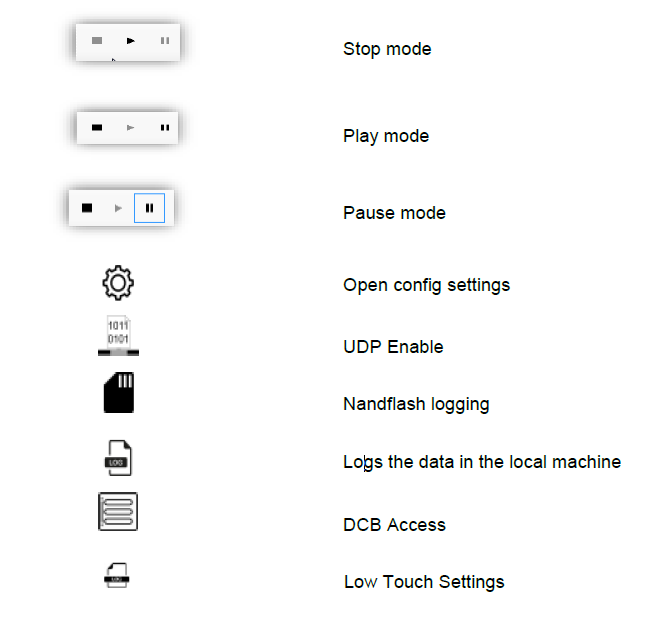 Stop mode
Play mode
Pause mode
Open config settings
1011
0101
UDP Enable
Nandflash logging
LOG
Logs the data in the local machine
DCB Access
LOG
Low Touch Settings